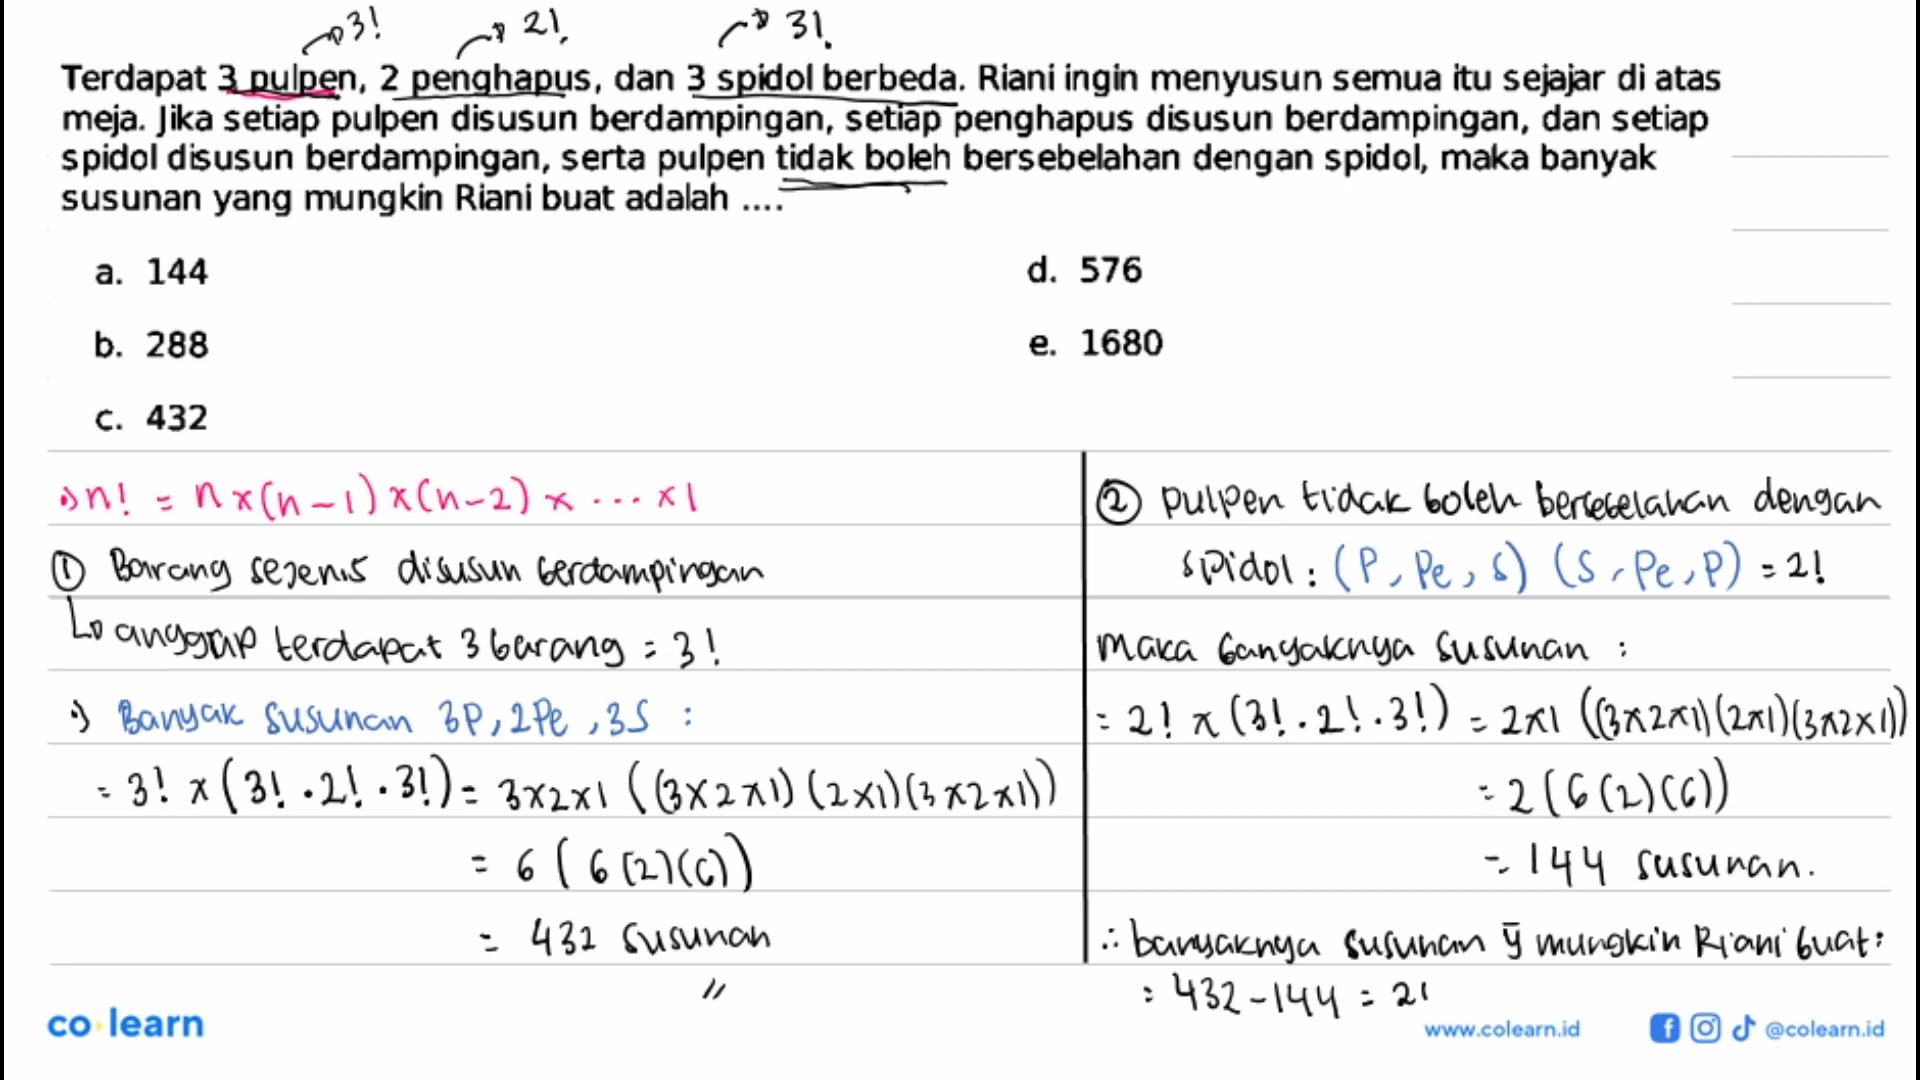 3! 2! 3!
Terdapat 3 pulpen, 2 penghapus, dan 3 spidol berbeda. Riani ingin menyusun semua itu sejajar di atas
meja. Jika setiap pulpen disusun berdampingan, setiap penghapus disusun berdampingan, dan setiap
spidol disusun berdampingan, serta pulpen tidak boleh bersebelahan dengan spidol, maka banyak
susunan yang mungkin Riani buat adalah ....
a. 144
b. 288
c. 432
d. 576
e. 1680
n! = n x (n-1) x (n-2) x ... x 1
① Barang sejenis disusun berdampingan
anggap terdapat 3 barang = 3!
Banyak susunan 3P, 2Pe, 3S :
= 3! x (3! . 2! . 3!) = 3x2x1 ((3x2x1) (2x1)(3x2x1))
= 6 (6 (2)(6))
= 432 susunan
② pulpen tidak boleh bersebelahan dengan
spidol : (P, Pe, S) (S, Pe, P) = 2!
maka banyaknya susunan :
= 2! x (3! . 2! . 3!) = 2x1 ((3x2x1)(2x1)(3x2x1))
= 2 (6 (2)(6))
= 144 susunan.
∴ banyaknya susunan yg mungkin Riani buat :
= 432 - 144 = 2
co learn
www.colearn.id @colearn.id